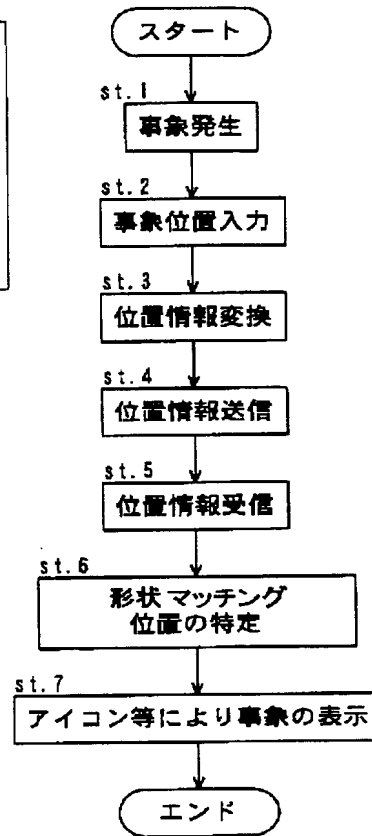 スタート
st.1
事象発生
st.2
事象位置入力
st.3
位置情報変換
st.4
位置情報送信
st.5
位置情報受信
st.6
形状マッチング
位置の特定
st.7
アイコン等により事象の表示
エンド